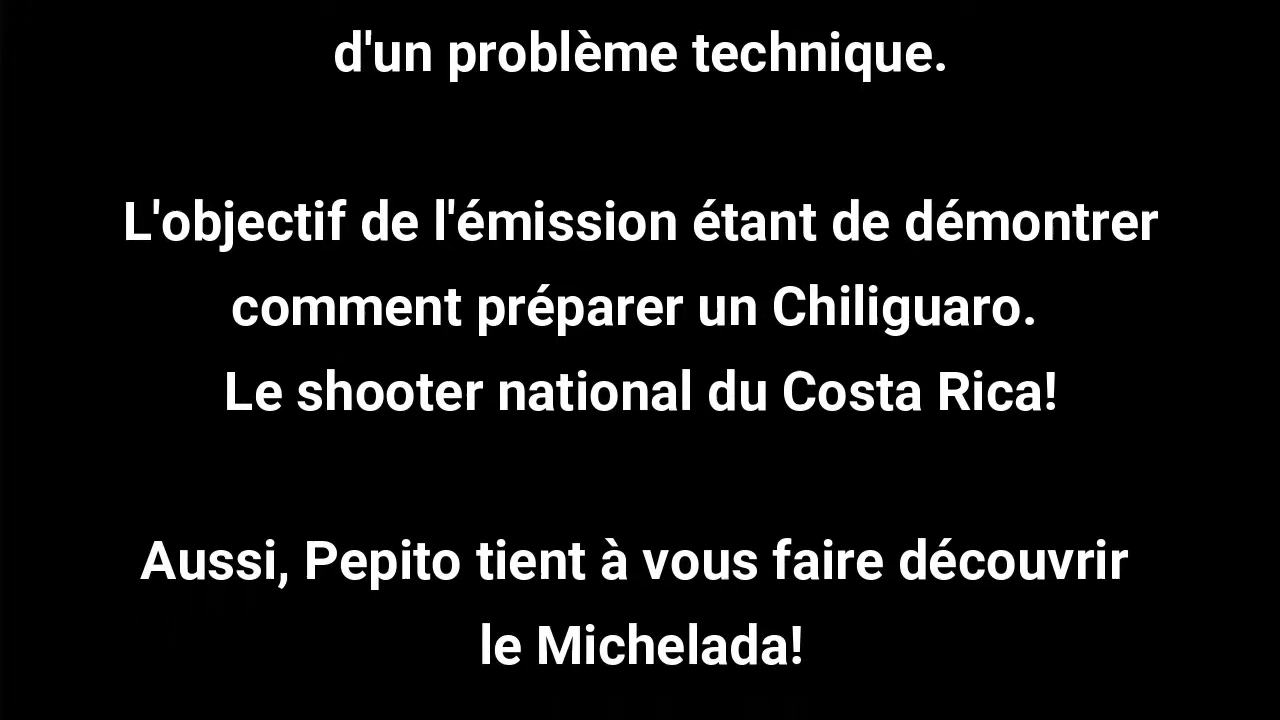 d'un problème technique.
L'objectif de l'émission étant de démontrer
comment préparer un Chiliguaro.
Le shooter national du Costa Rica!
Aussi, Pepito tient à vous faire découvrir
le Michelada!